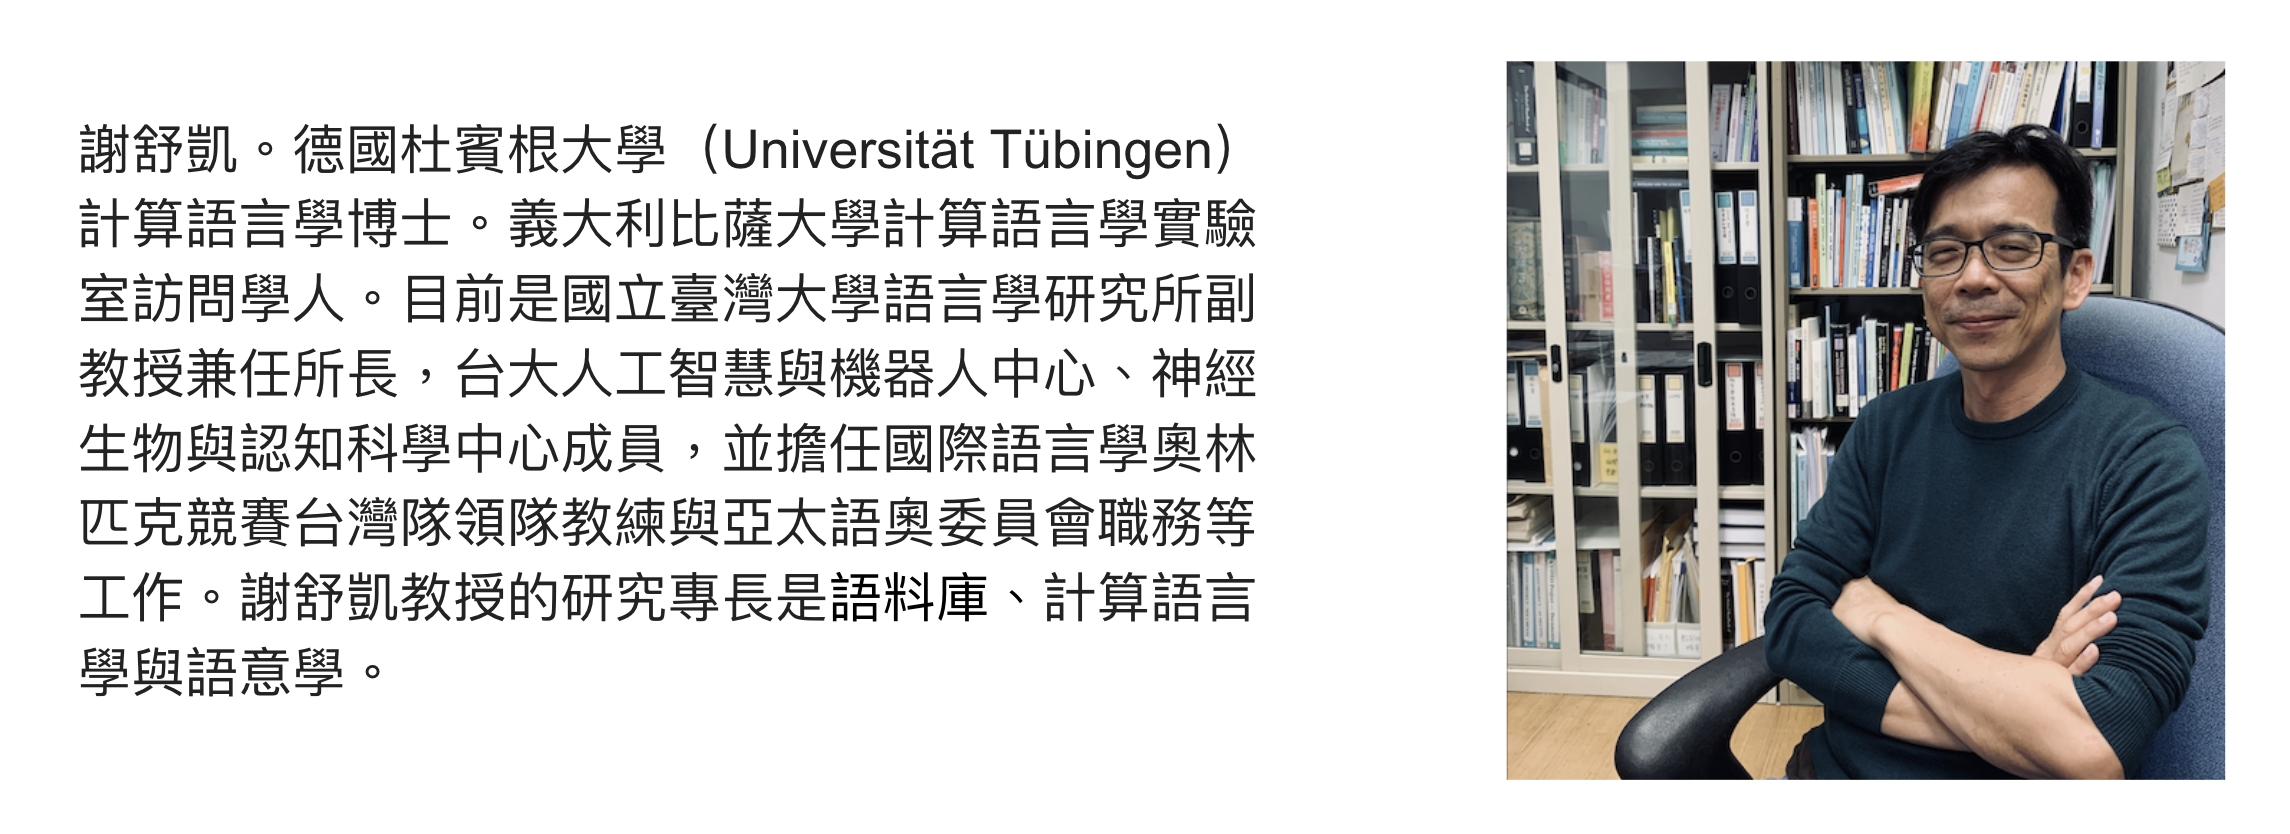 謝舒凱。德國杜賓根大學（Universität Tübingen）
計算語言學博士。義大利比薩大學計算語言學實驗
室訪問學人。目前是國立臺灣大學語言學研究所副
教授兼任所長，台大人工智慧與機器人中心、神經
生物與認知科學中心成員，並擔任國際語言學奧林
匹克競賽台灣隊領隊教練與亞太語奧委員會職務等
工作。謝舒凱教授的研究專長是語料庫、計算語言
學與語意學。